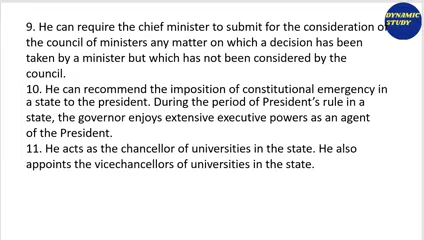 9. He can require the chief minister to submit for the consideration of
the council of ministers any matter on which a decision has been
taken by a minister but which has not been considered by the
council.
10. He can recommend the imposition of constitutional emergency in
a state to the president. During the period of President’s rule in a
state, the governor enjoys extensive executive powers as an agent
of the President.
11. He acts as the chancellor of universities in the state. He also
appoints the vicechancellors of universities in the state.
DYNAMIC
STUDY